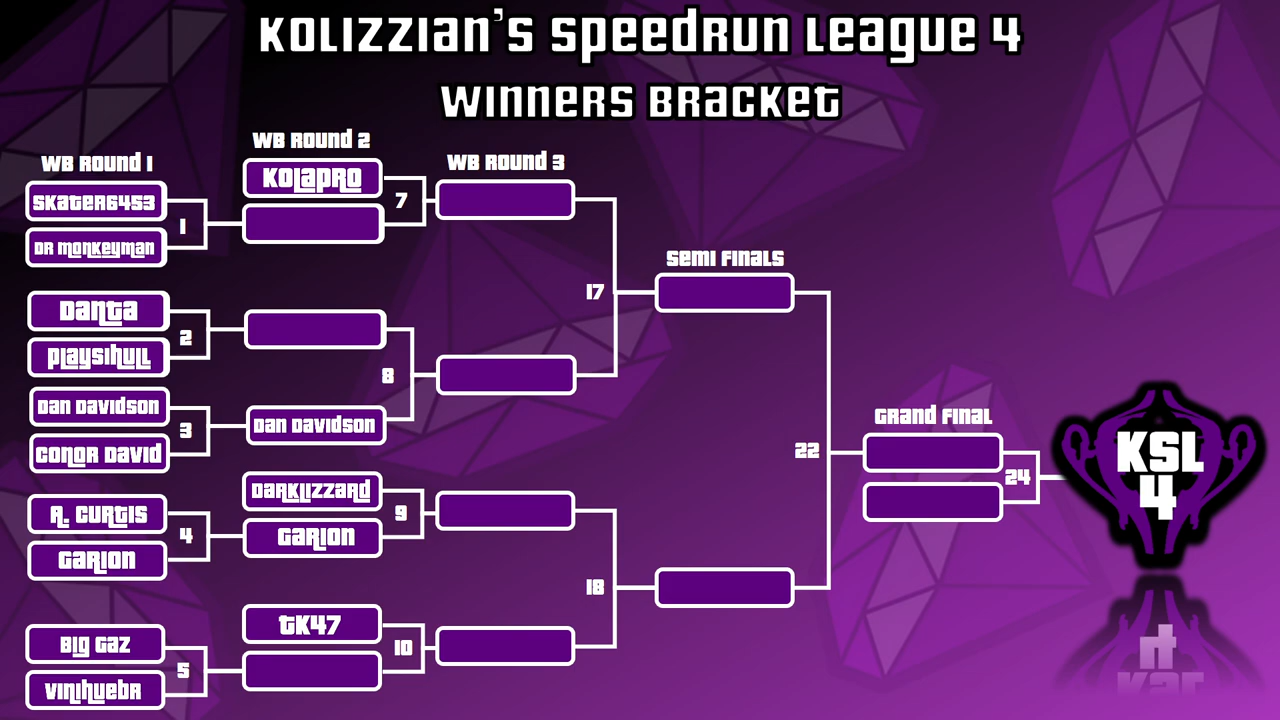 KOLIZZIAN'S SPEEDRUN LEAGUE 4
WINNERS BRACKET
WB ROUND 1
SKATER6453
DR MONKEYMAN
1
DANTA
PLAYS1HULL
2
DAN DAVIDSON
CONOR DAVID
3
A. CURTIS
GARION
4
BIG GAZ
VINIHUEBR
5
WB ROUND 2
KOLAPRO
7
DAN DAVIDSON
8
DARKLIZZARD
GARION
9
TK47
10
WB ROUND 3
17
18
SEMI FINALS
22
GRAND FINAL
24
KSL
4